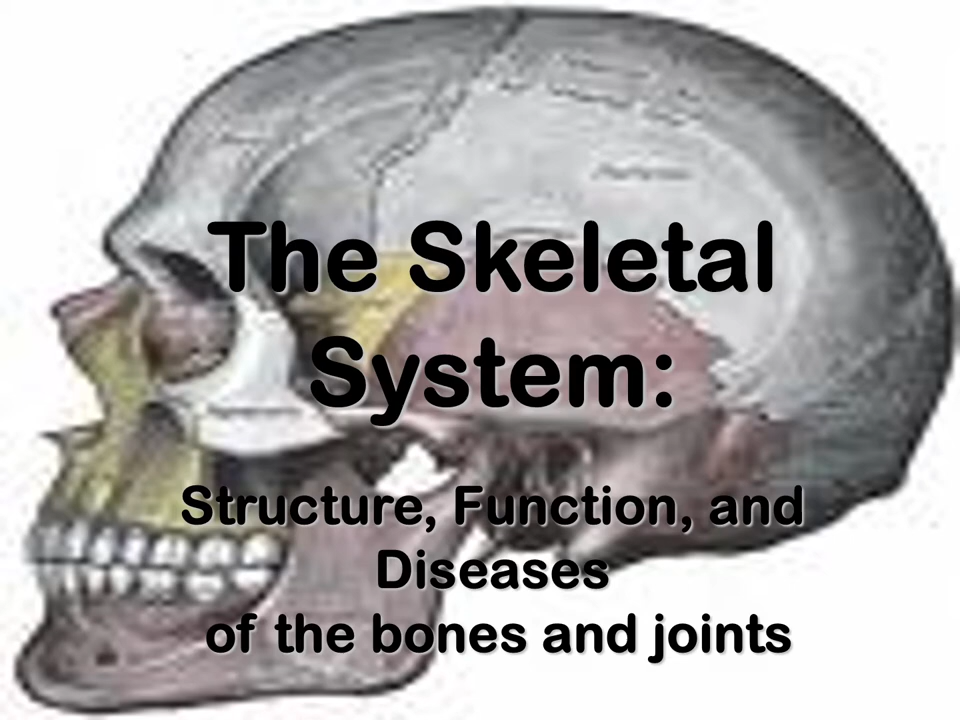 The Skeletal
System:
Structure, Function, and
Diseases
of the bones and joints